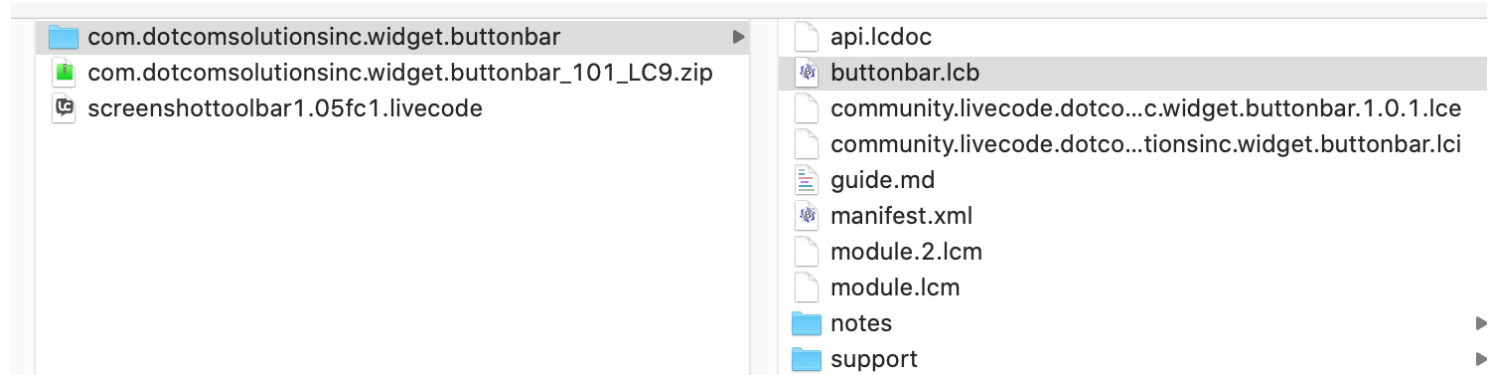 com.dotcomsolutionsinc.widget.buttonbar
com.dotcomsolutionsinc.widget.buttonbar_101_LC9.zip
screenshottoolbar1.05fc1.livecode
api.lcdoc
buttonbar.lcb
community.livecode.dotco...c.widget.buttonbar.1.0.1.lce
community.livecode.dotco...tionsinc.widget.buttonbar.lci
guide.md
manifest.xml
module.2.lcm
module.lcm
notes
support